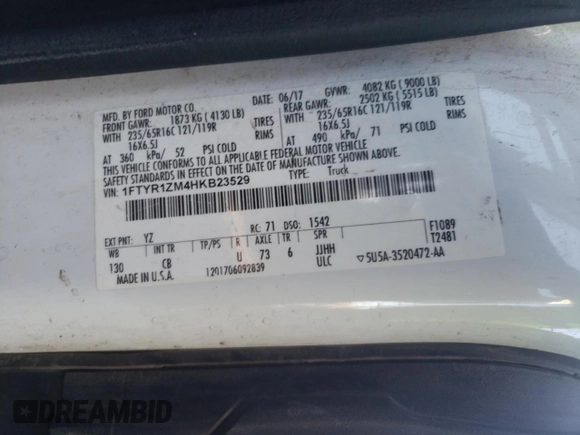 MFD. BY FORD MOTOR CO.
DATE: 06/17 GVWR: 4082 KG ( 9000 LB)
FRONT GAWR: 1873 KG ( 4130 LB)
REAR GAWR: 2502 KG ( 5515 LB)
WITH 235/65R16C 121/119R TIRES
WITH 235/65R16C 121/119R TIRES
16X6.5J RIMS
16X6.5J RIMS
AT 360 kPa/ 52 PSI COLD
AT 490 kPa/ 71 PSI COLD
THIS VEHICLE CONFORMS TO ALL APPLICABLE FEDERAL MOTOR VEHICLE
SAFETY STANDARDS IN EFFECT ON THE DATE OF MANUFACTURE SHOWN ABOVE.
VIN: 1FTYR1ZM4HKB23529
TYPE: Truck
EXT PNT: YZ RC: 71 DSO: 1542
WB INT TR TP/PS R AXLE TR SPR F1089
130 CB U 73 6 JJHH T2481
MADE IN U.S.A. 1201706092839 ULC ▽5U5A-3520472-AA
DREAMBID